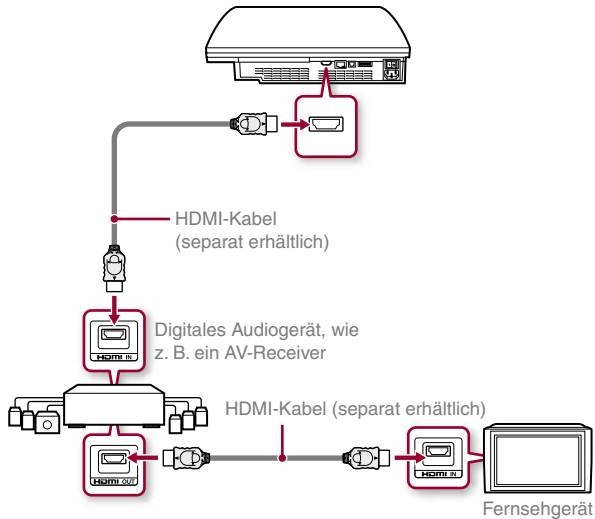 HDMI-Kabel
(separat erhältlich)
Digitales Audiogerät, wie
z. B. ein AV-Receiver
HDMI IN
HDMI-Kabel (separat erhältlich)
HDMI OUT
HDMI IN
Fernsehgerät